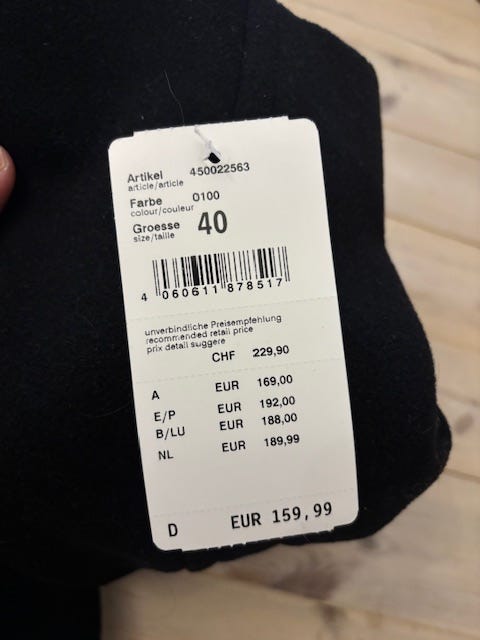 Artikel 450022563
article/article
Farbe 0100
colour/couleur
Groesse 40
size/taille
4 060611 878517
unverbindliche Preisempfehlung
recommended retail price
prix detail suggere
CHF 229,90
A EUR 169,00
E/P EUR 192,00
B/LU EUR 188,00
NL EUR 189,99
D EUR 159,99